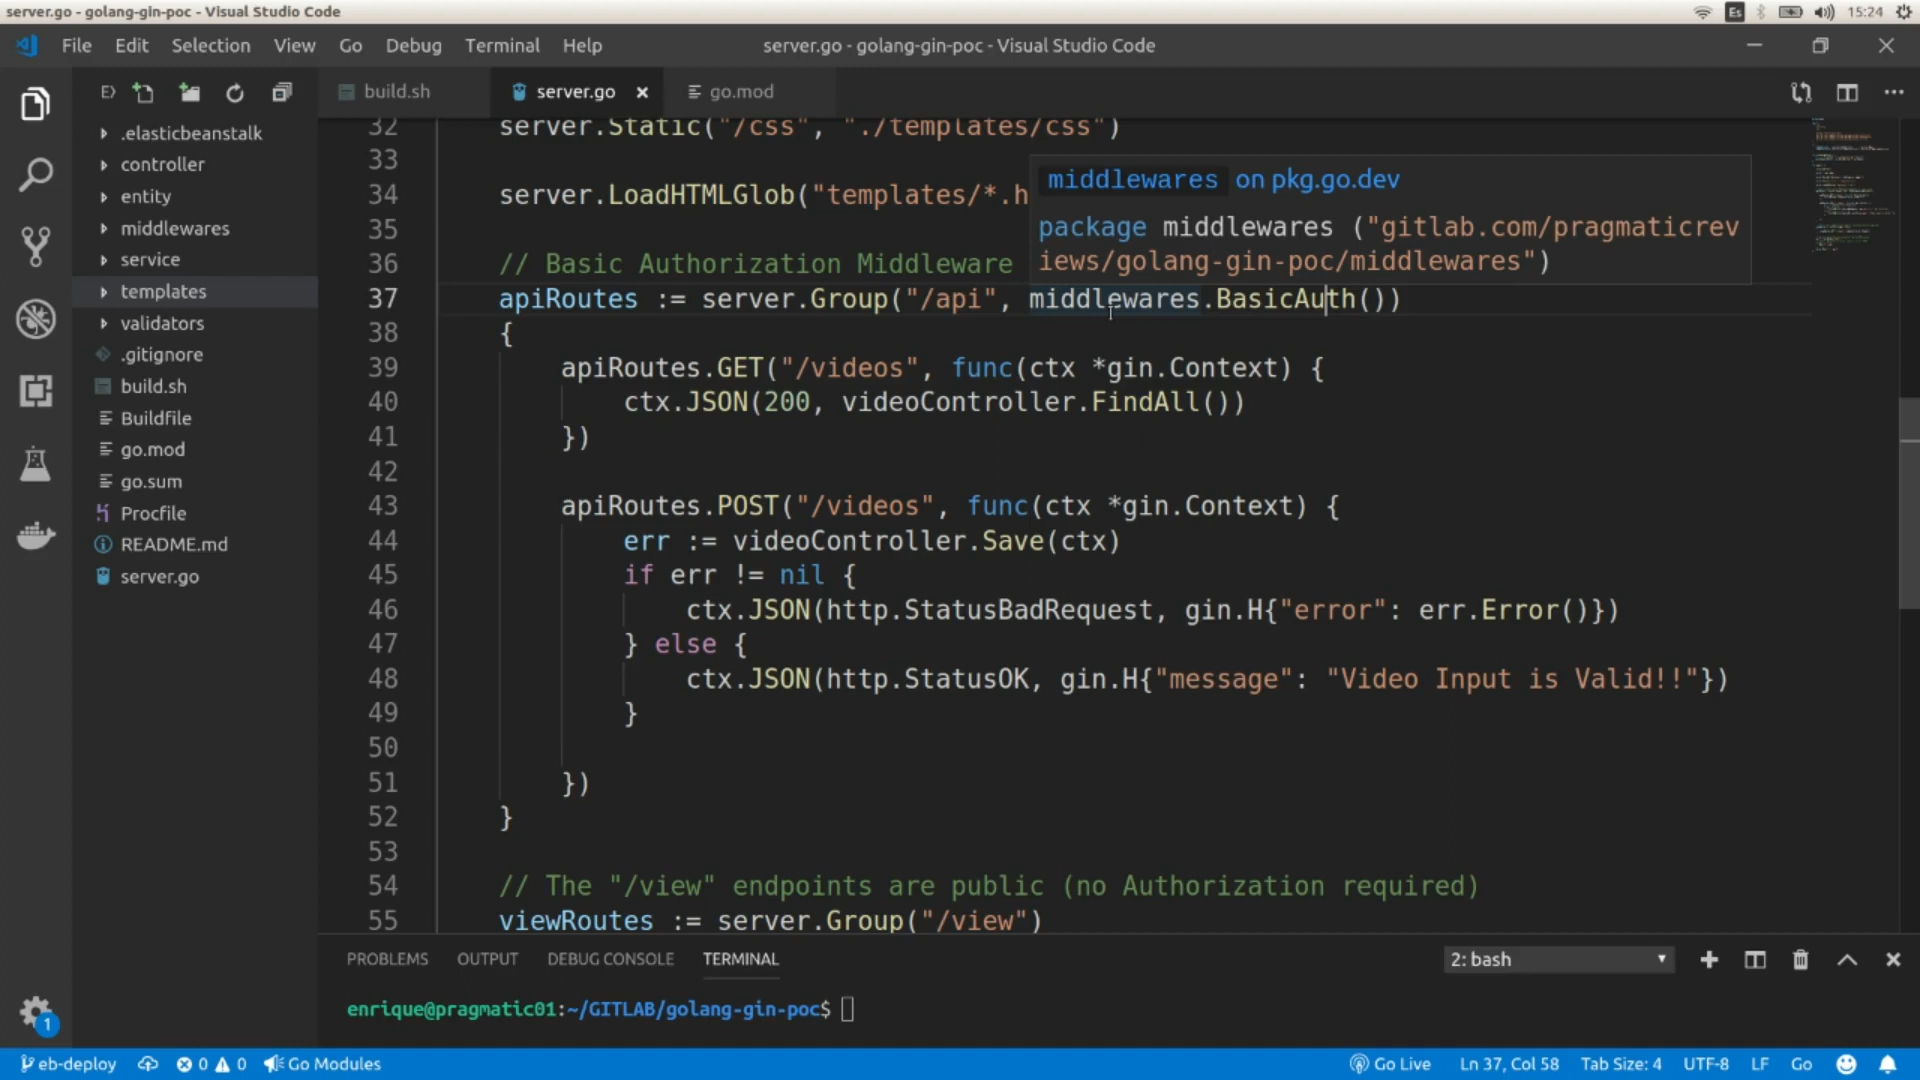 server.go - golang-gin-poc - Visual Studio Code
Es
15:24
File Edit Selection View Go Debug Terminal Help
server.go - golang-gin-poc - Visual Studio Code
build.sh
server.go
go.mod
.elasticbeanstalk
controller
entity
middlewares
service
templates
validators
.gitignore
build.sh
Buildfile
go.mod
go.sum
Procfile
README.md
server.go
32 server.Static("/css", "./templates/css")
33
34 server.LoadHTMLGlob("templates/*.h
35
36 // Basic Authorization Middleware
37 apiRoutes := server.Group("/api", middlewares.BasicAuth())
38 {
39 apiRoutes.GET("/videos", func(ctx *gin.Context) {
40 ctx.JSON(200, videoController.FindAll())
41 })
42
43 apiRoutes.POST("/videos", func(ctx *gin.Context) {
44 err := videoController.Save(ctx)
45 if err != nil {
46 ctx.JSON(http.StatusBadRequest, gin.H{"error": err.Error()})
47 } else {
48 ctx.JSON(http.StatusOK, gin.H{"message": "Video Input is Valid!!"})
49 }
50
51 })
52 }
53
54 // The "/view" endpoints are public (no Authorization required)
55 viewRoutes := server.Group("/view")
middlewares on pkg.go.dev
package middlewares ("gitlab.com/pragmaticrev
iews/golang-gin-poc/middlewares")
PROBLEMS OUTPUT DEBUG CONSOLE TERMINAL
2: bash
enrique@pragmatic01:~/GITLAB/golang-gin-poc$
1
eb-deploy 0 0 Go Modules
Go Live Ln 37, Col 58 Tab Size: 4 UTF-8 LF Go